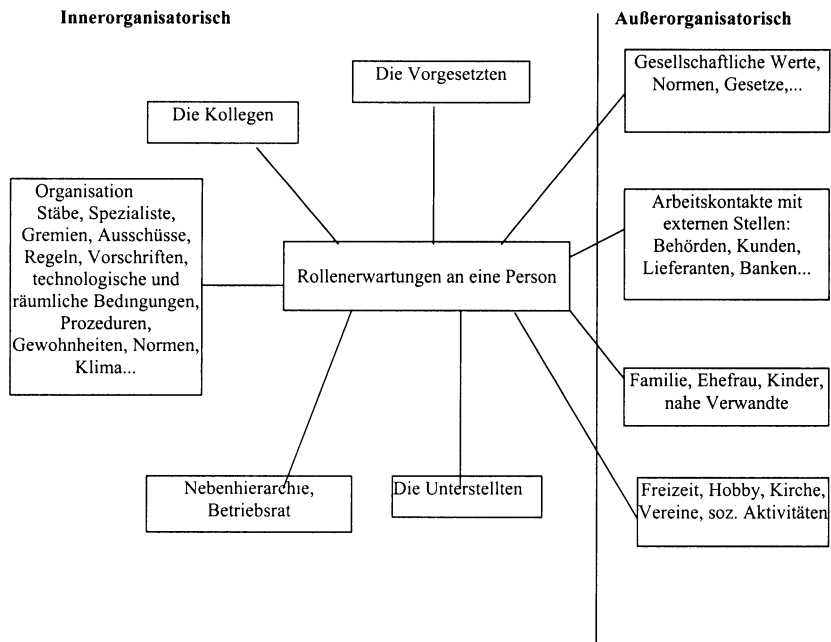 Innerorganisatorisch
Außerorganisatorisch
Die Vorgesetzten
Die Kollegen
Gesellschaftliche Werte,
Normen, Gesetze,...
Organisation
Stäbe, Spezialiste,
Gremien, Ausschüsse,
Regeln, Vorschriften,
technologische und
räumliche Bedingungen,
Prozeduren,
Gewohnheiten, Normen,
Klima...
Rollenerwartungen an eine Person
Arbeitskontakte mit
externen Stellen:
Behörden, Kunden,
Lieferanten, Banken...
Familie, Ehefrau, Kinder,
nahe Verwandte
Nebenhierarchie,
Betriebsrat
Die Unterstellten
Freizeit, Hobby, Kirche,
Vereine, soz. Aktivitäten